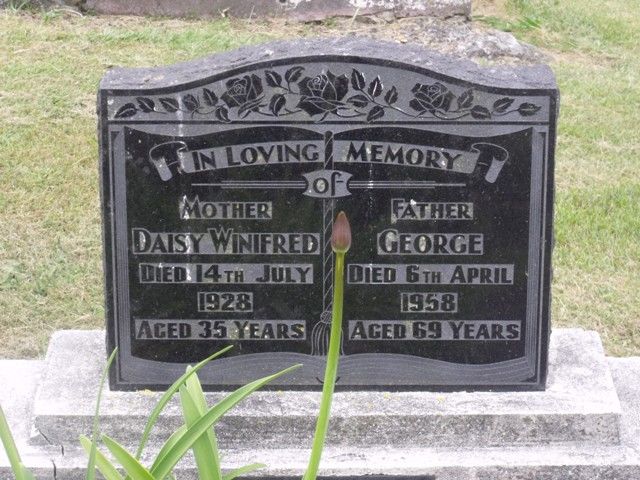 IN LOVING MEMORY
of
MOTHER
DAISY WINIFRED
DIED 14TH JULY
1928
AGED 35 YEARS
FATHER
GEORGE
DIED 6TH APRIL
1958
AGED 69 YEARS